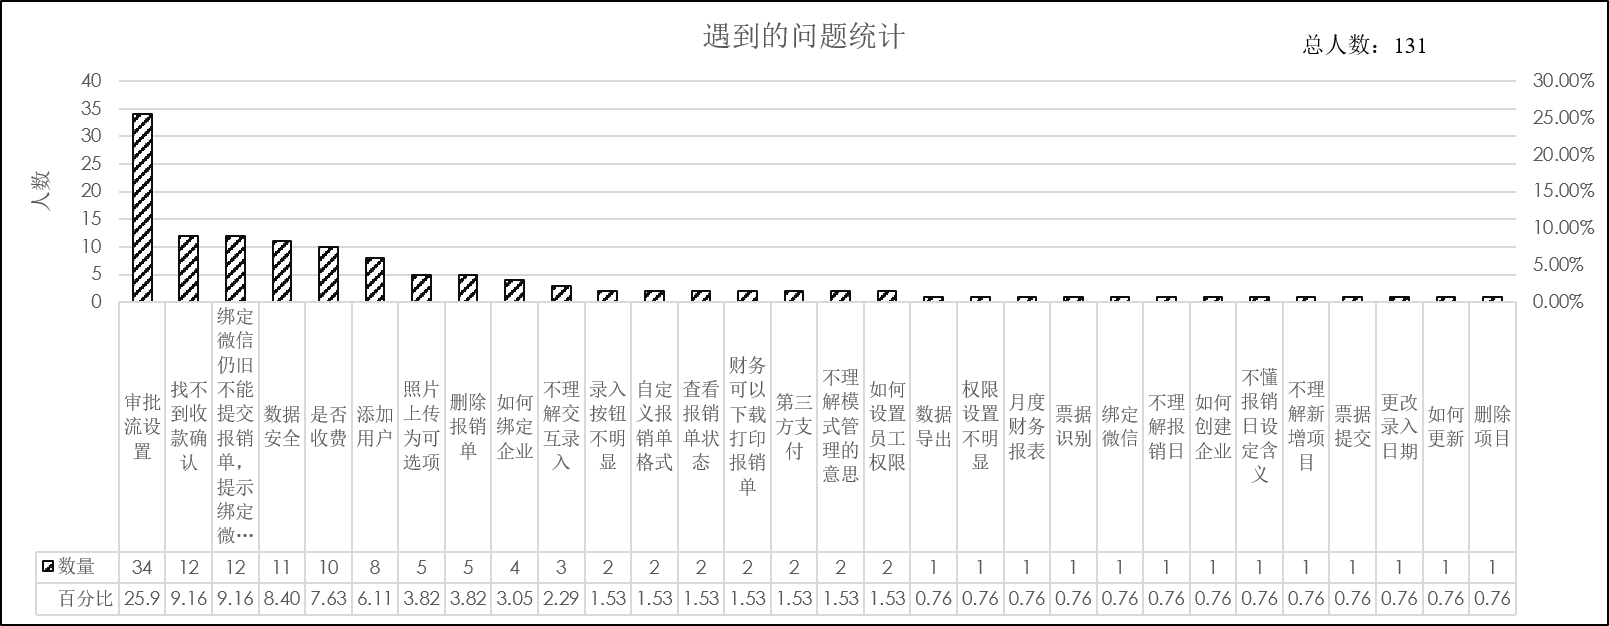 遇到的问题统计
总人数：131
人数
40
35
30
25
20
15
10
5
0
30.00%
25.00%
20.00%
15.00%
10.00%
5.00%
0.00%
审批
流设
置
找不
到收
款确
认
绑定
微信
仍旧
不能
提交
报销
单，
提示
绑定
微…
数据
安全
是否
收费
添加
用户
照片
上传
为可
选项
删除
报销
单
如何
绑定
企业
不理
解交
互录
入
录入
按钮
不明
显
自定
义报
销单
格式
查看
报销
单状
态
财务
可以
下载
打印
报销
单
第三
方支
付
不理
解模
式管
理的
意思
如何
设置
员工
权限
数据
导出
权限
设置
不明
显
月度
财务
报表
票据
识别
绑定
微信
不理
解报
销日
如何
创建
企业
不懂
报销
日设
定含
义
不理
解新
增项
目
票据
提交
更改
录入
日期
如何
更新
删除
项目
数量 34 12 12 11 10 8 5 5 4 3 2 2 2 2 2 2 2 1 1 1 1 1 1 1 1 1 1 1 1 1
百分比 25.9 9.16 9.16 8.40 7.63 6.11 3.82 3.82 3.05 2.29 1.53 1.53 1.53 1.53 1.53 1.53 1.53 0.76 0.76 0.76 0.76 0.76 0.76 0.76 0.76 0.76 0.76 0.76 0.76 0.76